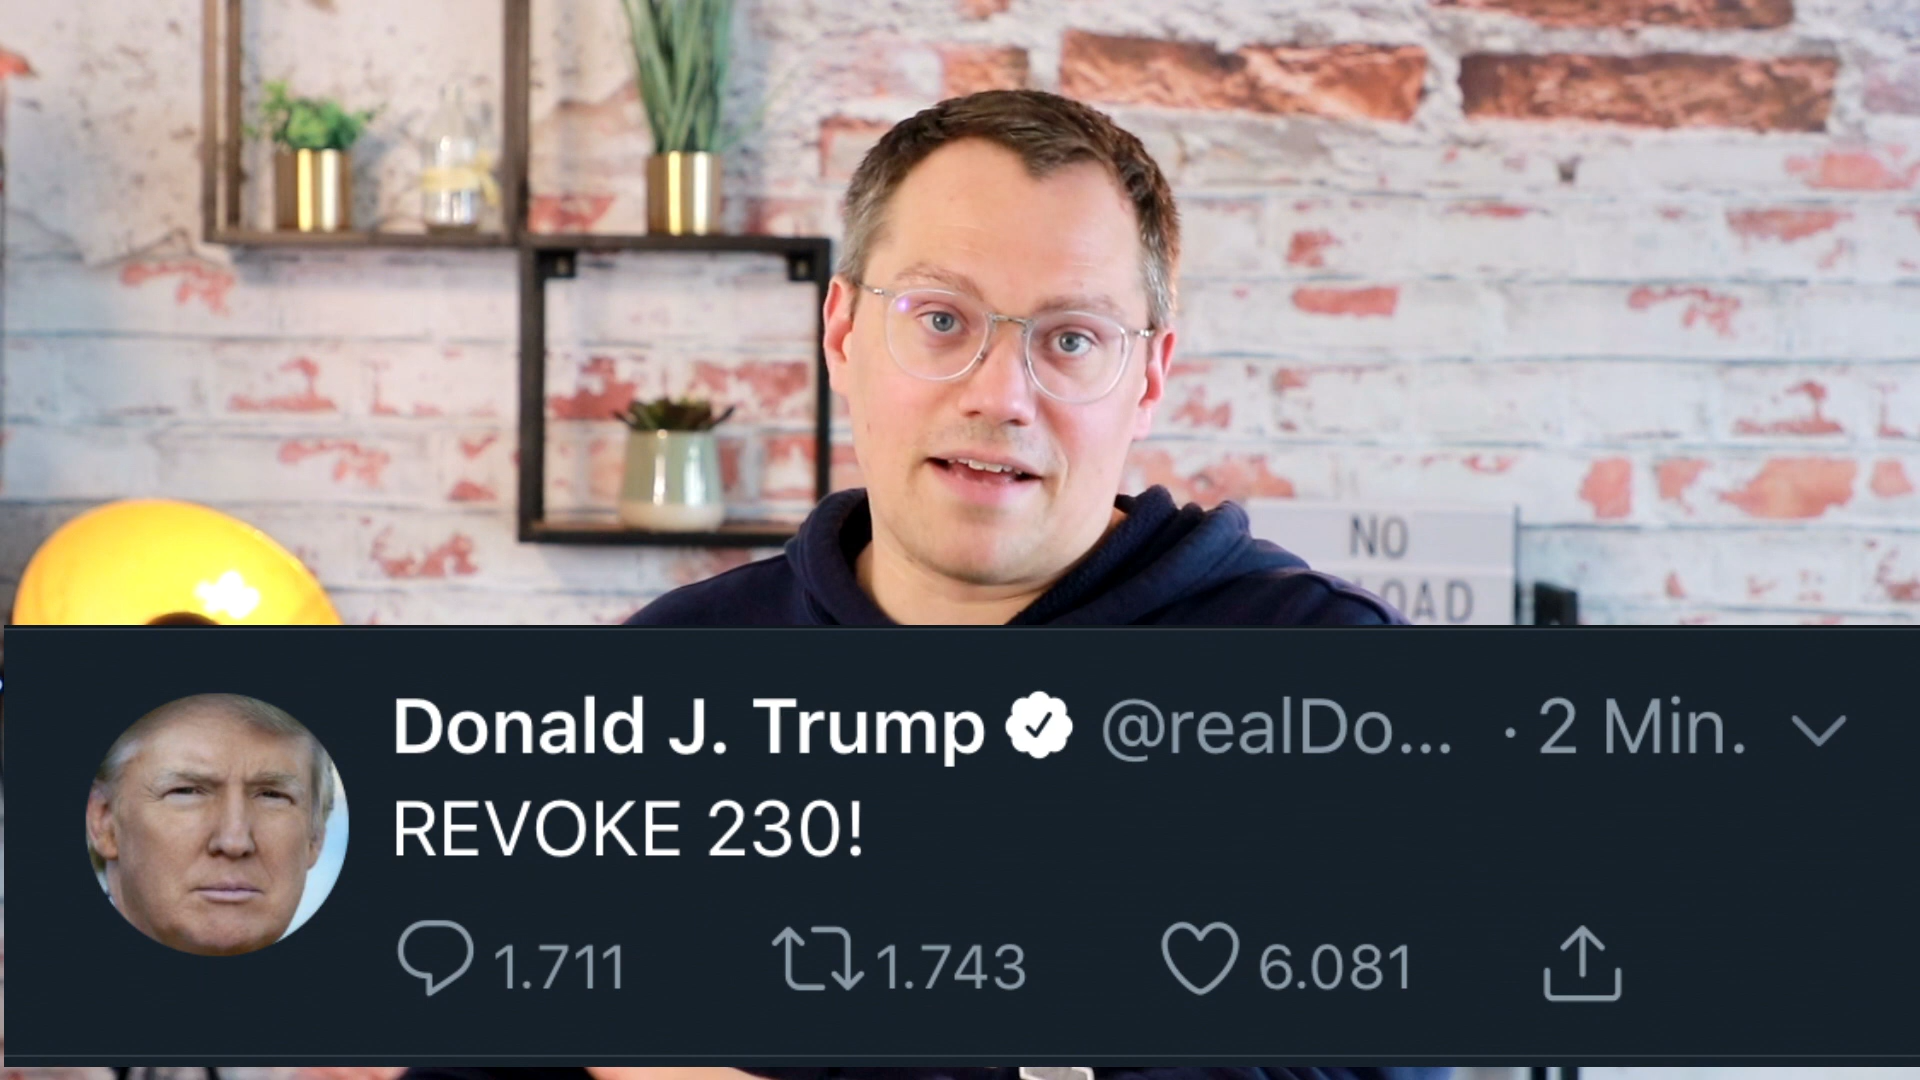 NO
OAD
Donald J. Trump @realDo... · 2 Min.
REVOKE 230!
1.711 1.743 6.081